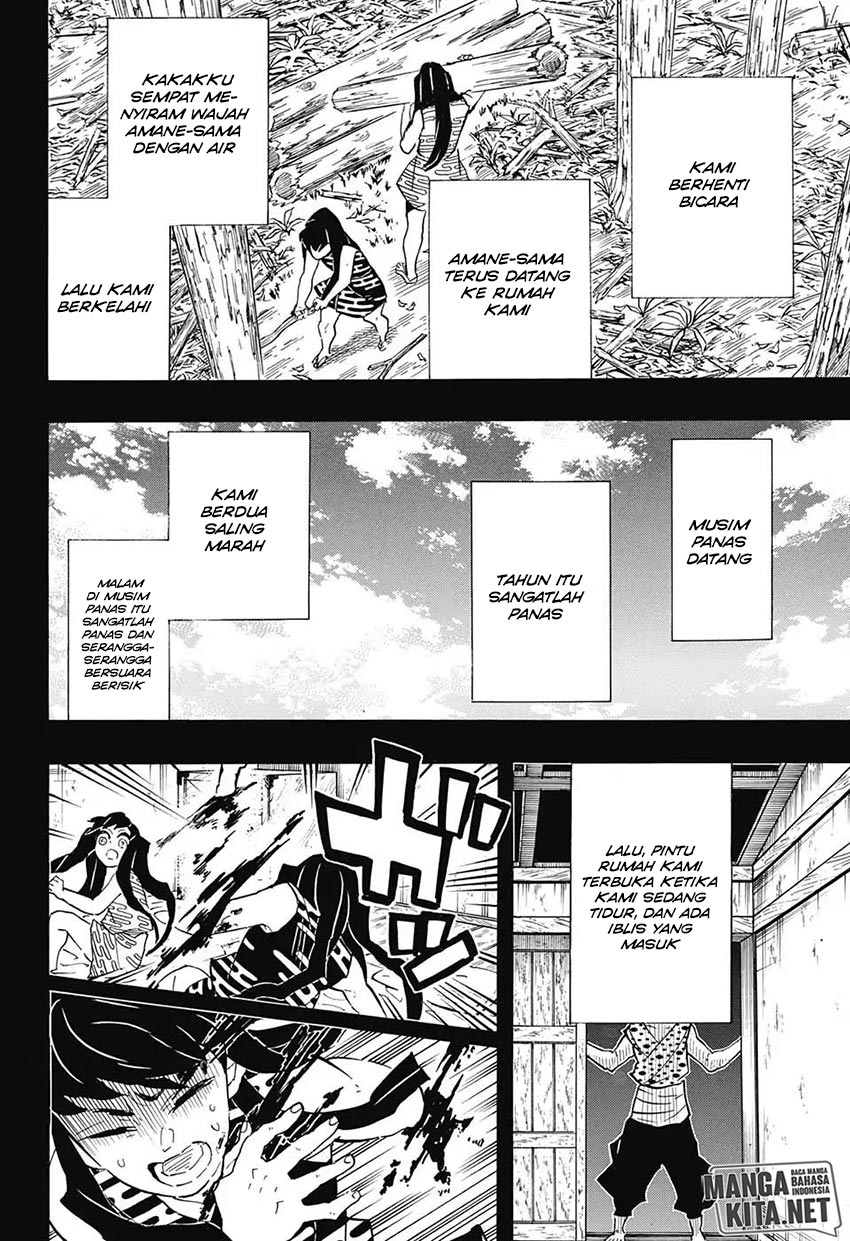 KAMI
BERHENTI
BICARA
AMANE-SAMA
TERUS DATANG
KE RUMAH
KAMI
KAKAKKU
SEMPAT ME-
NYIRAM WAJAH
AMANE-SAMA
DENGAN AIR
LALU KAMI
BERKELAHI
MUSIM
PANAS
DATANG
TAHUN ITU
SANGATLAH
PANAS
KAMI
BERDUA
SALING
MARAH
MALAM
DI MUSIM
PANAS ITU
SANGATLAH
PANAS DAN
SERANGGA-
SERANGGA
BERSUARA
BERISIK
LALU, PINTU
RUMAH KAMI
TERBUKA KETIKA
KAMI SEDANG
TIDUR, DAN ADA
IBLIS YANG
MASUK
MANGA
KITA.NET
BACA MANGA
BAHASA
INDONESIA